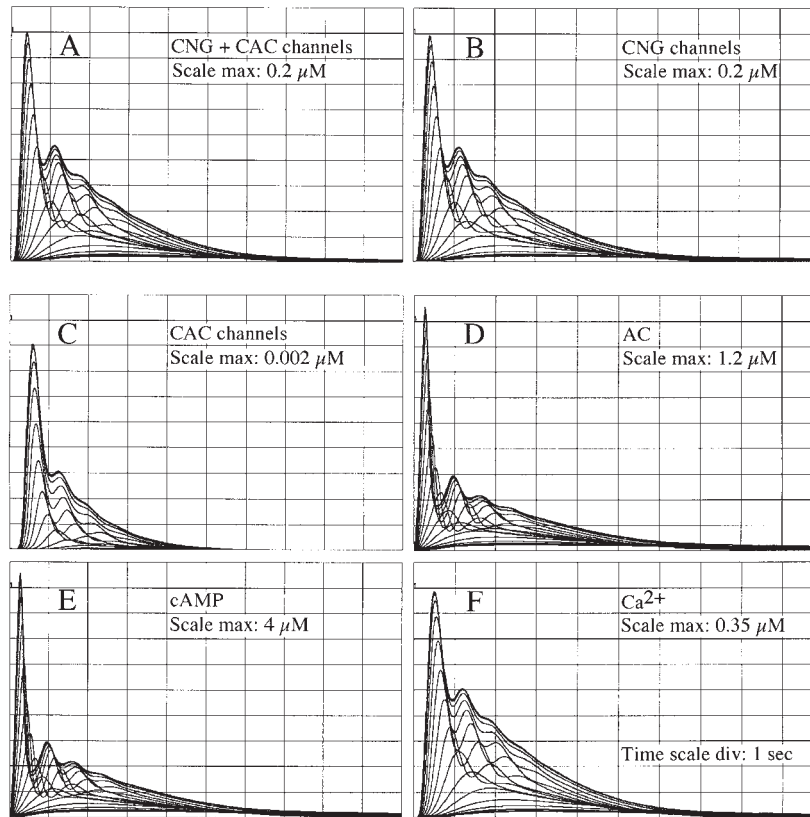 A
CNG + CAC channels
Scale max: 0.2 µM
B
CNG channels
Scale max: 0.2 µM
C
CAC channels
Scale max: 0.002 µM
D
AC
Scale max: 1.2 µM
E
cAMP
Scale max: 4 µM
F
Ca2+
Scale max: 0.35 µM
Time scale div: 1 sec